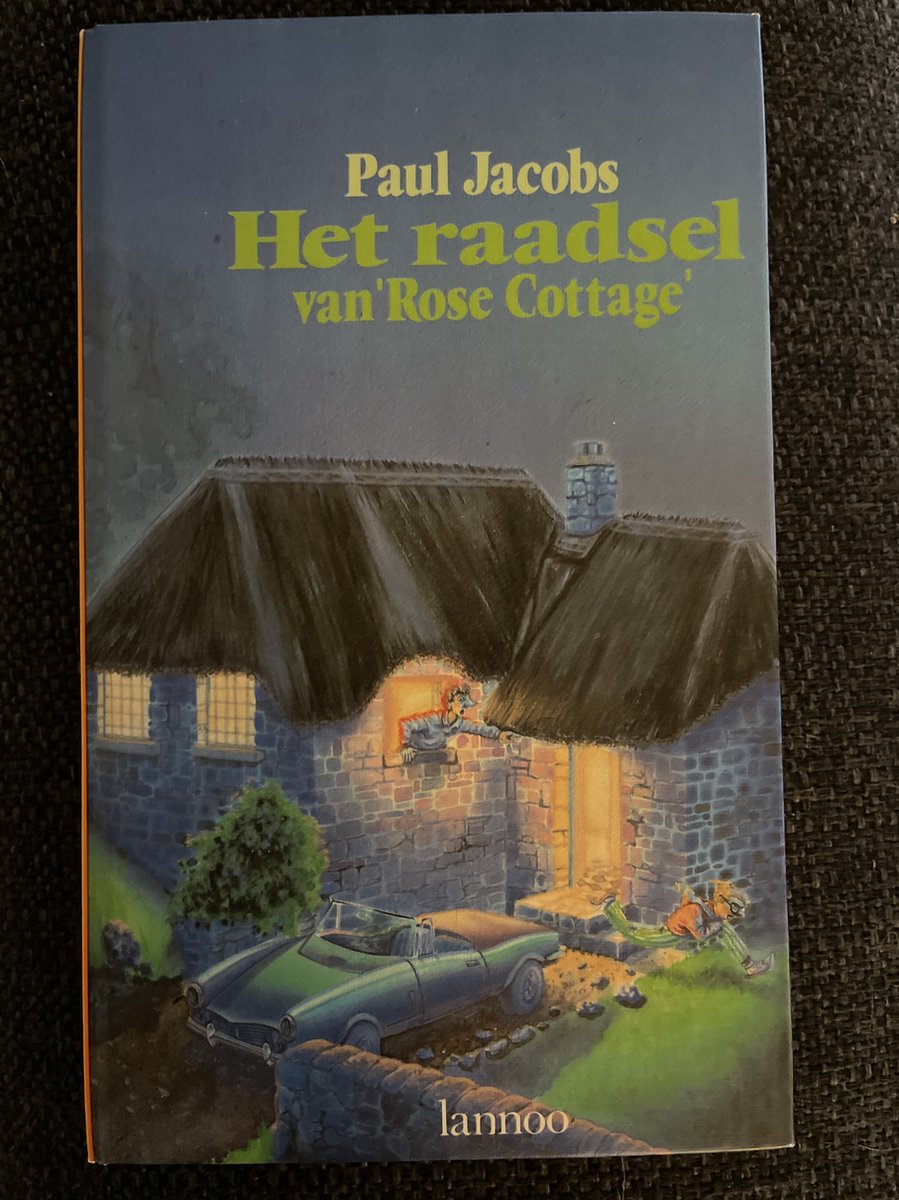 Paul Jacobs
Het raadsel
van 'Rose Cottage'
lannoo